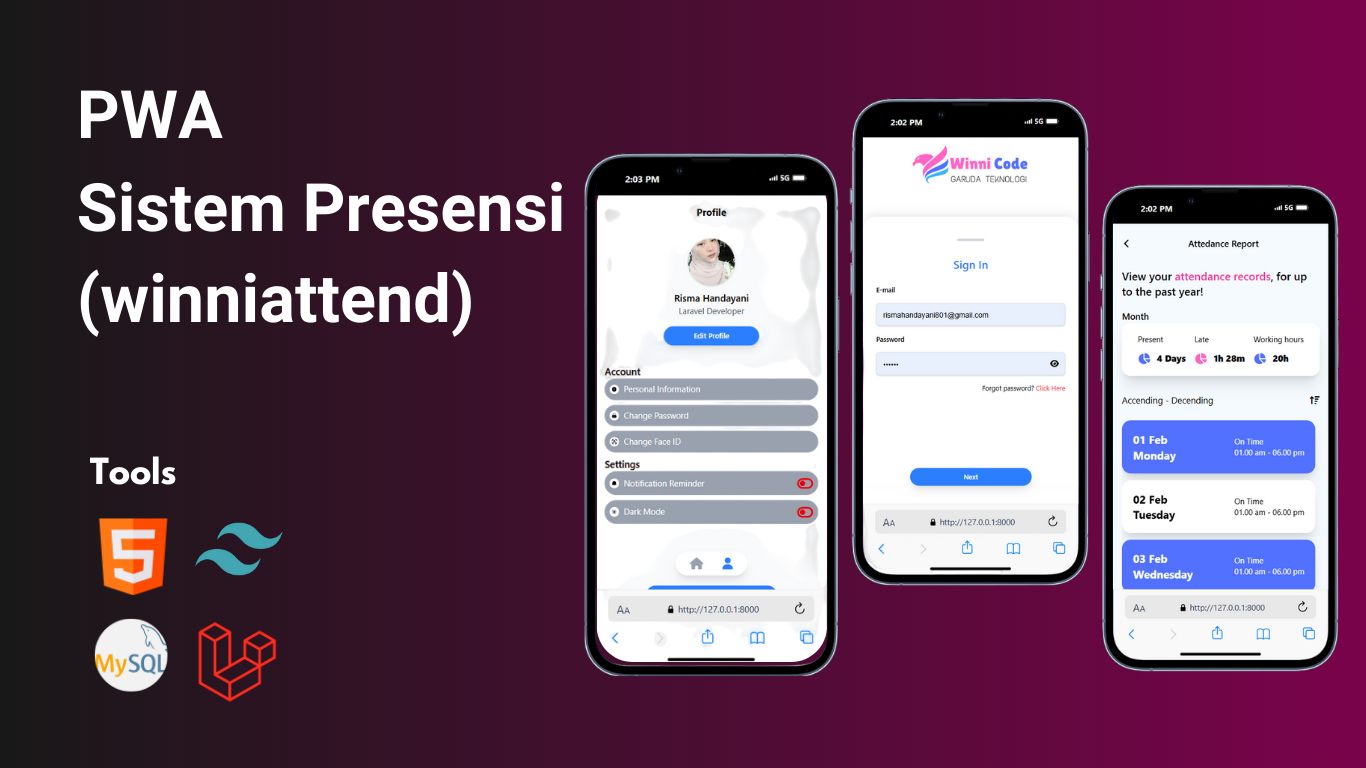 PWA
Sistem Presensi
(winniattend)
Tools
5
MySQL
2:03 PM
5G
Profile
Risma Handayani
Laravel Developer
Edit Profile
Account
Personal Information
Change Password
Change Face ID
Settings
Notification Reminder
Dark Mode
AA
http://127.0.0.1:8000
2:02 PM
5G
Winni Code
GARUDA TEKNOLOGI
Sign In
E-mail
rismahandayani801@gmail.com
Password
••••••
Forgot password? Click Here
Next
AA
http://127.0.0.1:8000
2:02 PM
5G
Attedance Report
View your attendance records, for up
to the past year!
Month
Present Late Working hours
4 Days 1h 28m 20h
Accending - Decending
01 Feb On Time
Monday 01.00 am - 06.00 pm
02 Feb On Time
Tuesday 01.00 am - 06.00 pm
03 Feb On Time
Wednesday 01.00 am - 06.00 pm
AA
http://127.0.0.1:8000